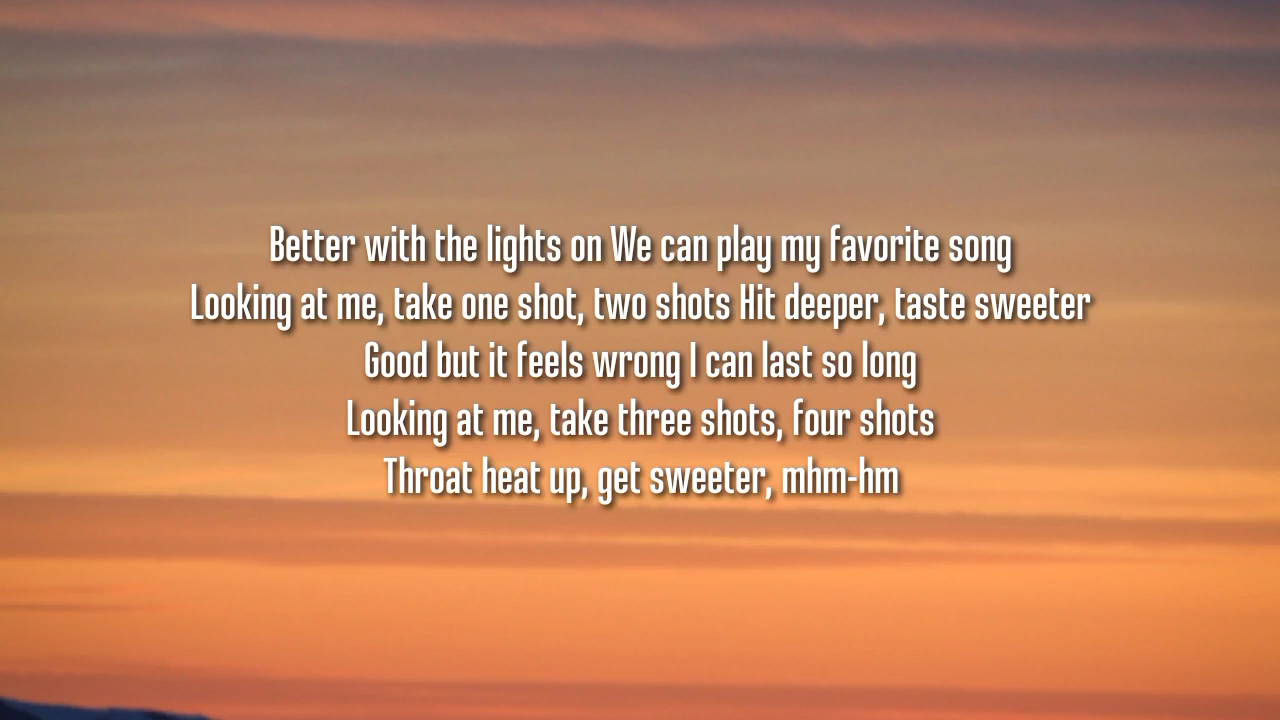 Better with the lights on We can play my favorite song
Looking at me, take one shot, two shots Hit deeper, taste sweeter
Good but it feels wrong I can last so long
Looking at me, take three shots, four shots
Throat heat up, get sweeter, mhm-hm